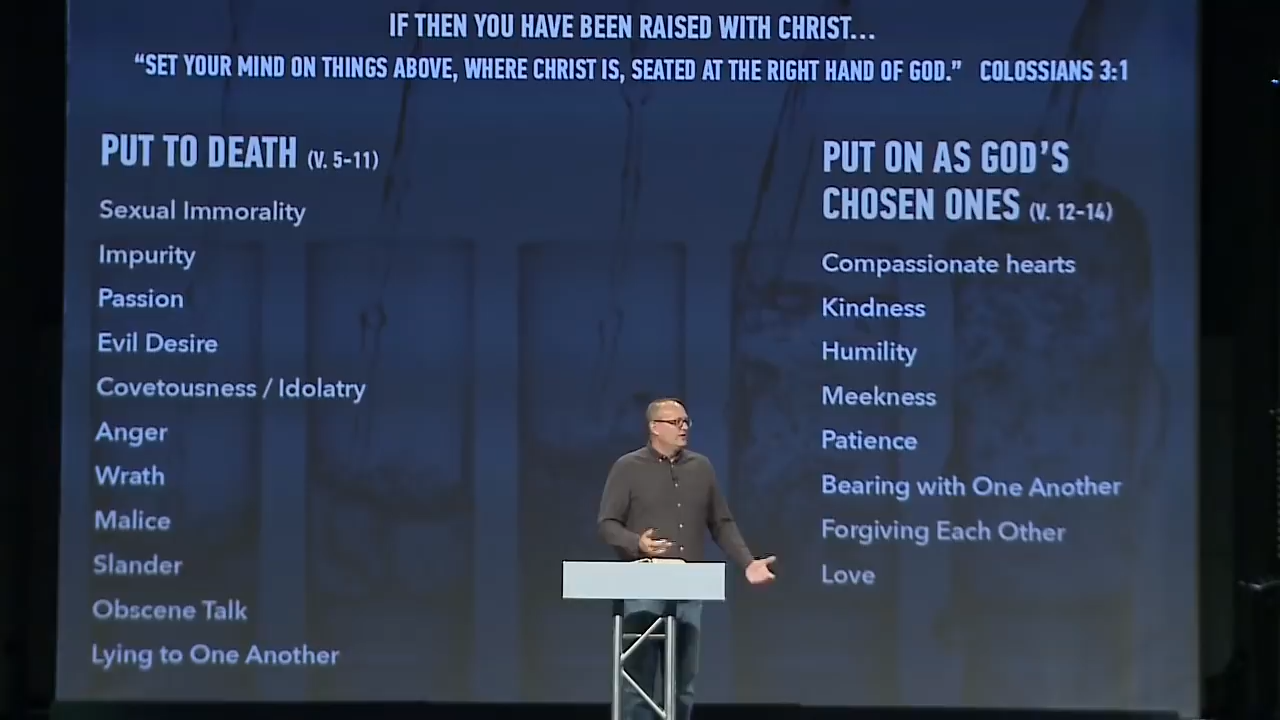 IF THEN YOU HAVE BEEN RAISED WITH CHRIST...
“SET YOUR MIND ON THINGS ABOVE, WHERE CHRIST IS, SEATED AT THE RIGHT HAND OF GOD.” COLOSSIANS 3:1
PUT TO DEATH (V. 5-11)
Sexual Immorality
Impurity
Passion
Evil Desire
Covetousness / Idolatry
Anger
Wrath
Malice
Slander
Obscene Talk
Lying to One Another
PUT ON AS GOD’S
CHOSEN ONES (V. 12-14)
Compassionate hearts
Kindness
Humility
Meekness
Patience
Bearing with One Another
Forgiving Each Other
Love